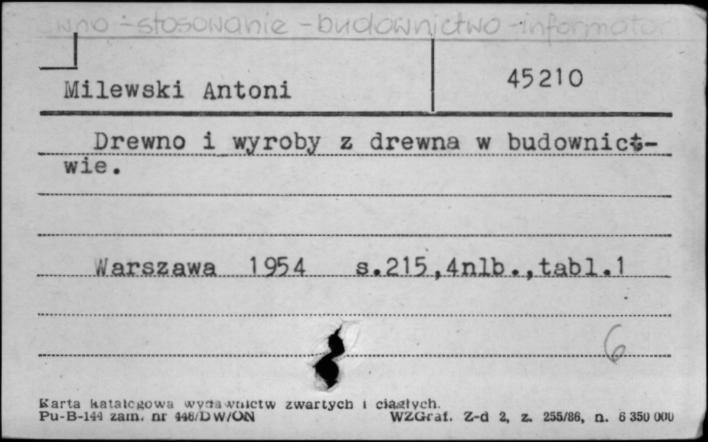 wno - stosowanie - budownictwo - informator
45210
Milewski Antoni
Drewno i wyroby z drewna w budownict-
wie.
Warszawa 1954 s.215,4nlb.,tabl.1
6
Karta katalogowa wydawnictw zwartych i ciągłych.
Pu-B-144 zam. nr 448/DW/ON WZGraf. Z-d 2, z. 255/86, n. 6 350 000